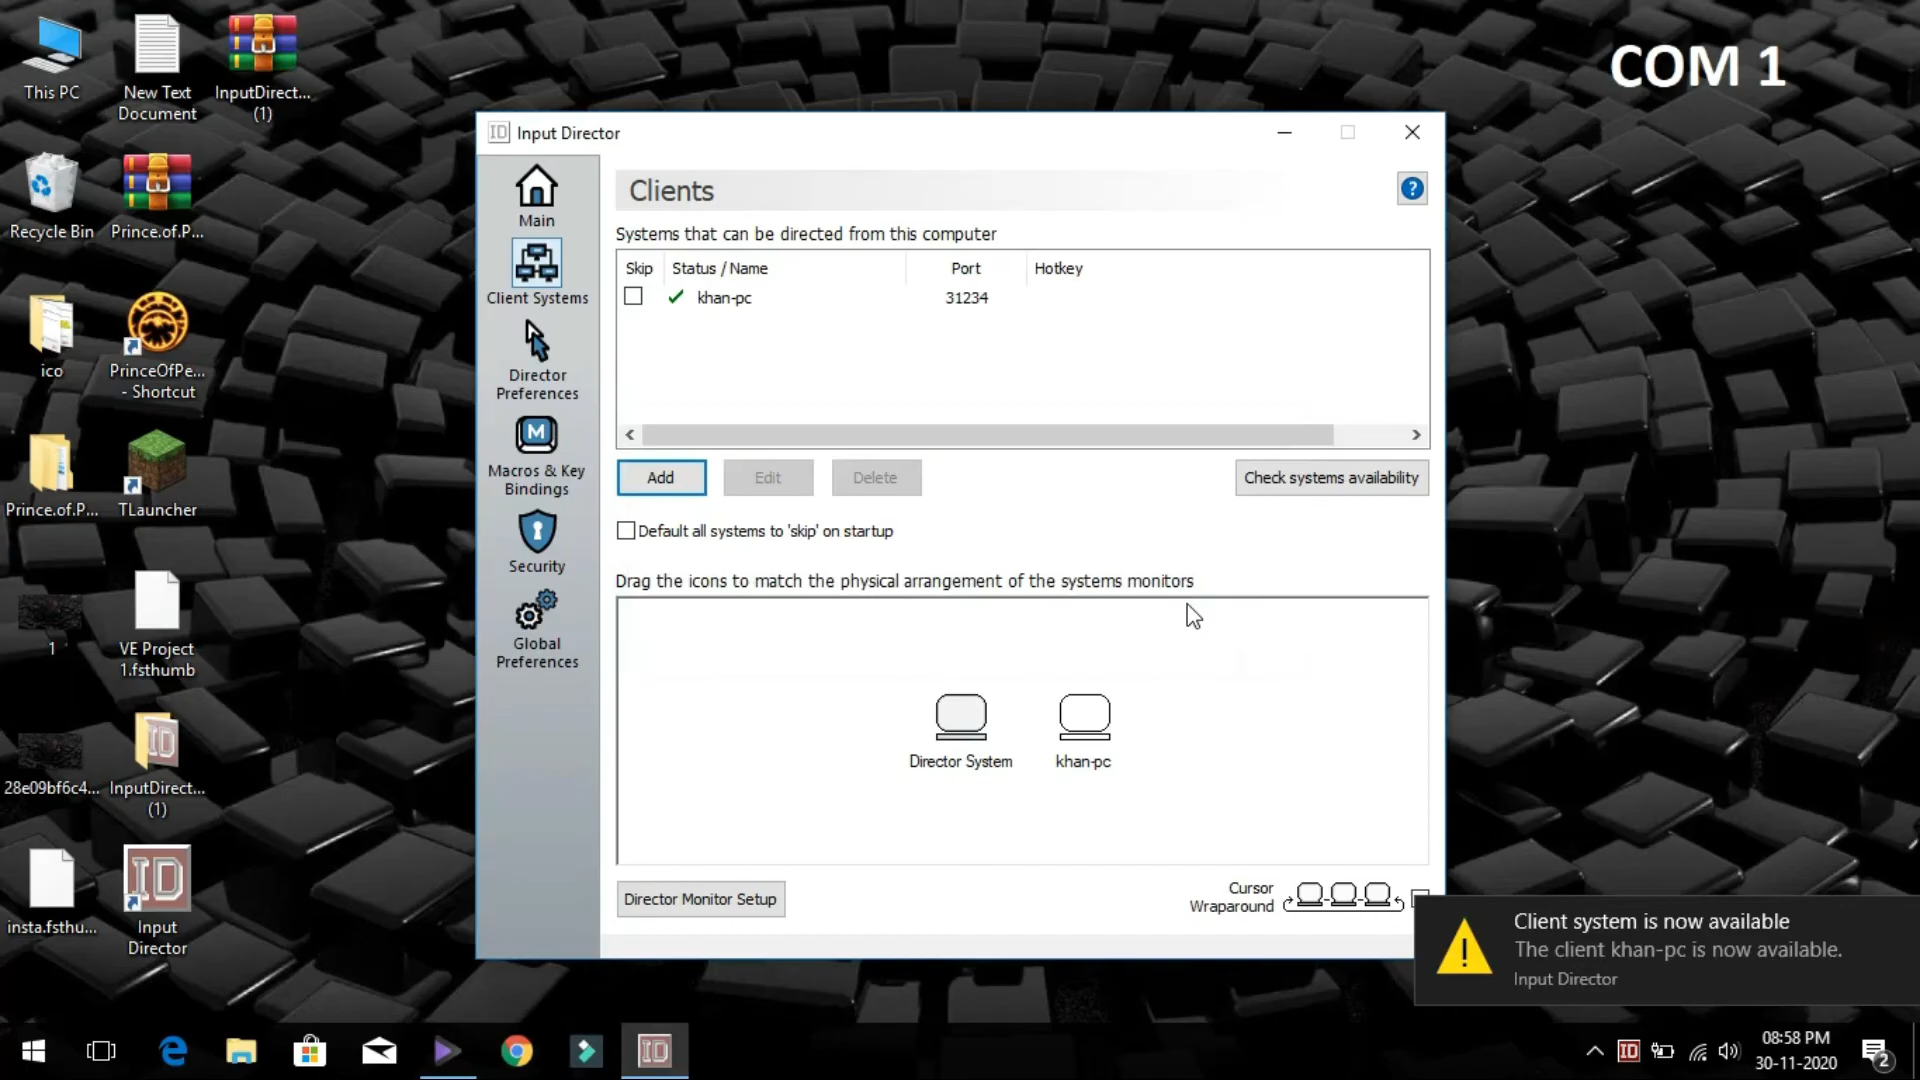 COM 1
This PC
New Text
Document
InputDirect...
(1)
Recycle Bin
Prince.of.P...
ico
PrinceOfPe...
- Shortcut
Prince.of.P...
TLauncher
1
VE Project
1.fsthumb
28e09bf6c4...
InputDirect...
(1)
insta.fsthu...
Input
Director
ID
ID Input Director
Main
Client Systems
Director
Preferences
M
Macros & Key
Bindings
Security
Global
Preferences
Clients
?
Systems that can be directed from this computer
Skip Status / Name Port Hotkey
khan-pc 31234
Add Edit Delete Check systems availability
Default all systems to 'skip' on startup
Drag the icons to match the physical arrangement of the systems monitors
Director System khan-pc
Director Monitor Setup
Cursor
Wraparound
Client system is now available
The client khan-pc is now available.
Input Director
ID
ID
08:58 PM
30-11-2020
2